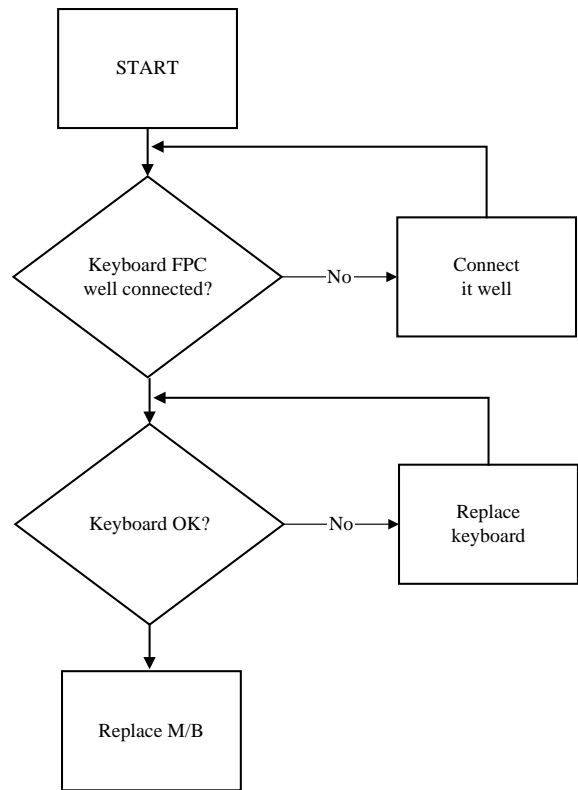 START
Keyboard FPC
well connected?
No
Connect
it well
Keyboard OK?
No
Replace
keyboard
Replace M/B